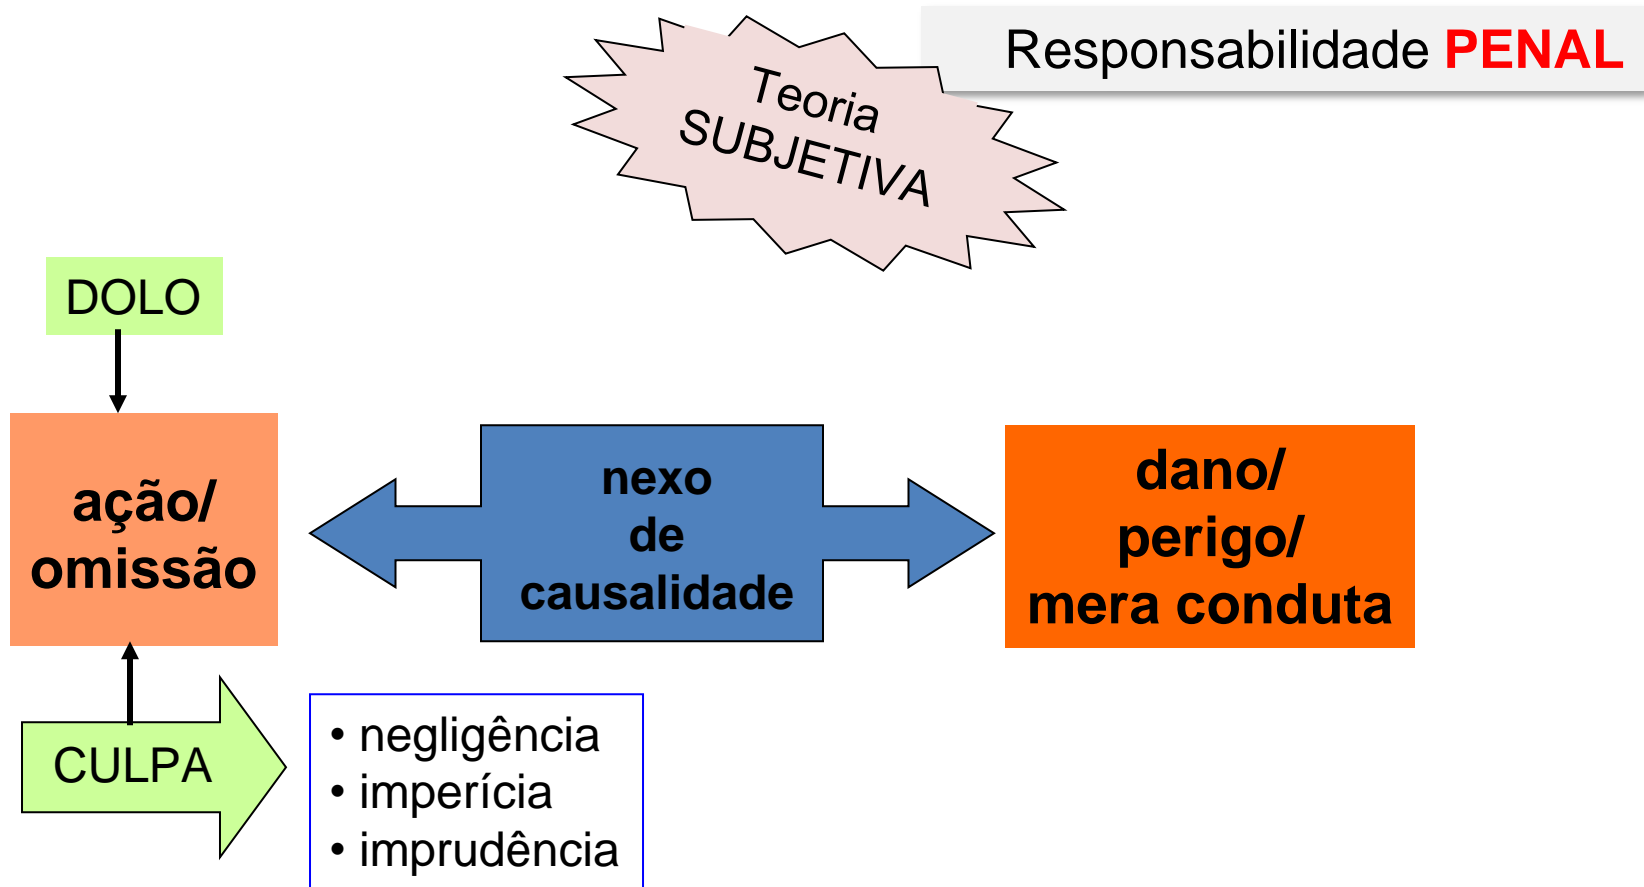 Responsabilidade PENAL
Teoria
SUBJETIVA
DOLO
ação/
omissão
nexo
de
causalidade
dano/
perigo/
mera conduta
CULPA
• negligência
• imperícia
• imprudência